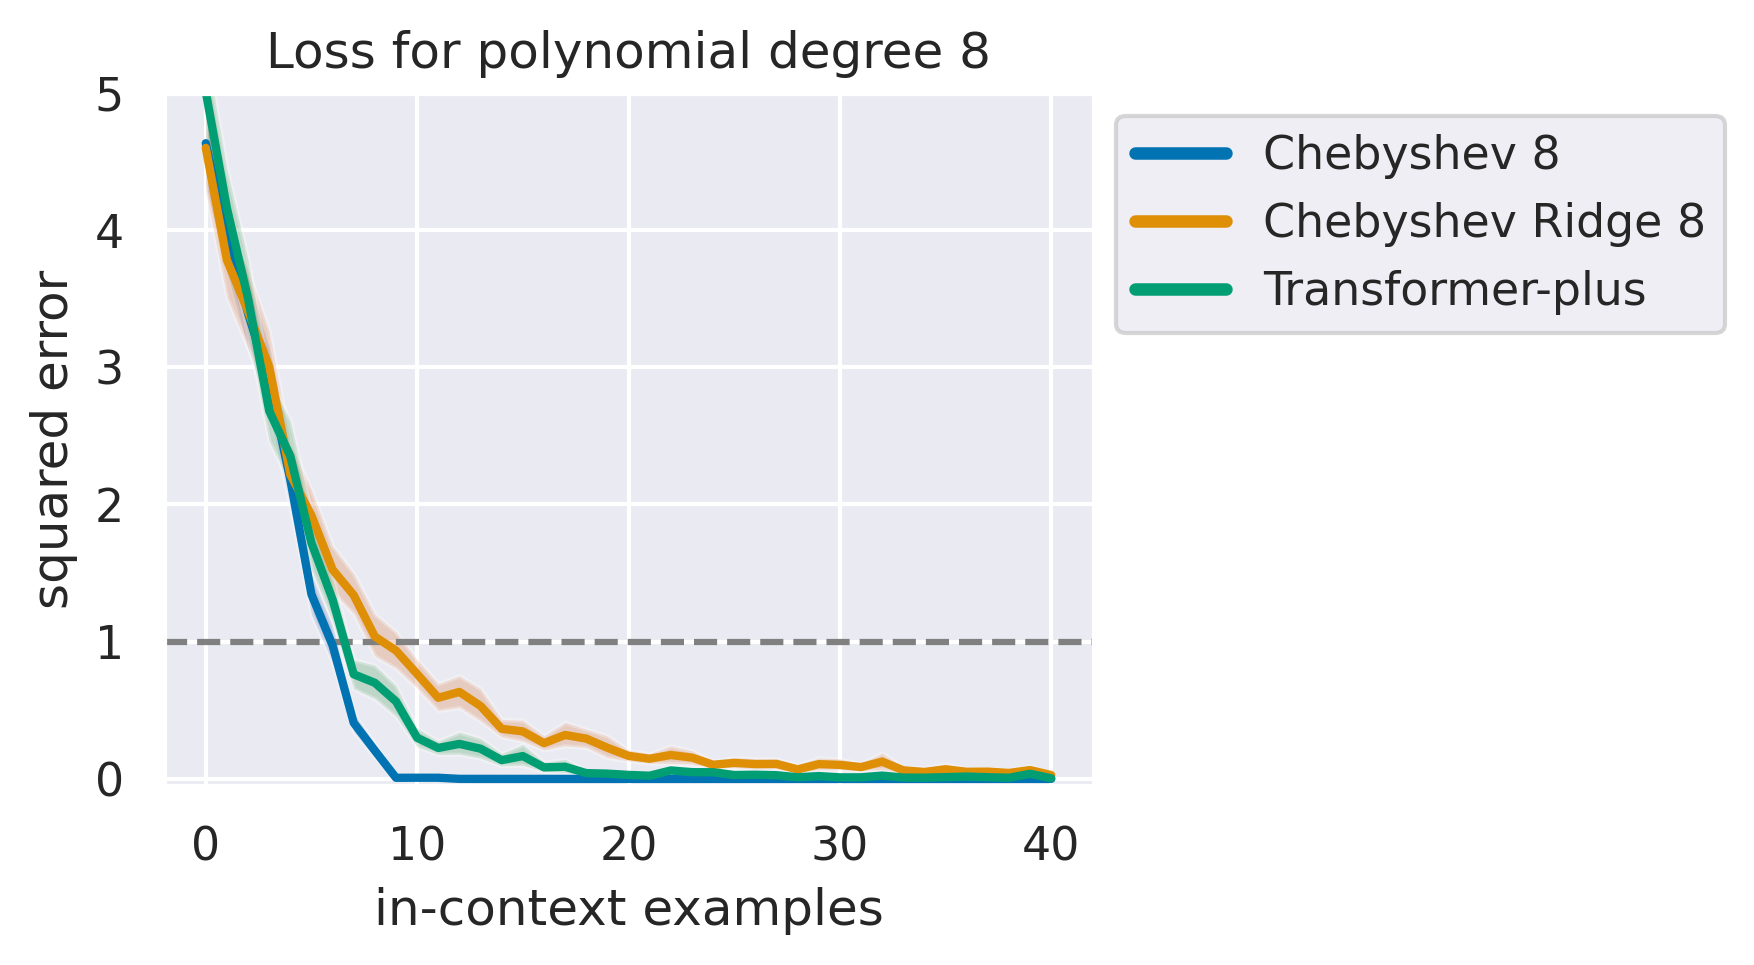 Loss for polynomial degree 8
5
4
3
2
1
0
squared error
0 10 20 30 40
in-context examples
Chebyshev 8
Chebyshev Ridge 8
Transformer-plus